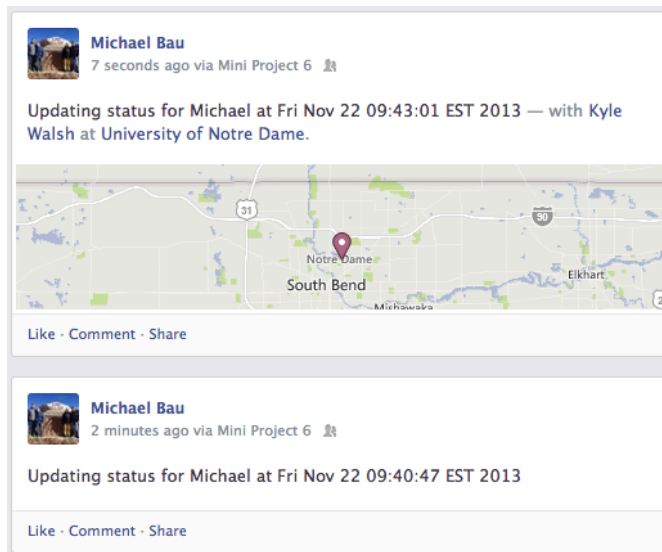 Michael Bau
7 seconds ago via Mini Project 6
Updating status for Michael at Fri Nov 22 09:43:01 EST 2013 — with Kyle
Walsh at University of Notre Dame.
31
90
Notre Dame
Elkhart
South Bend
Mishawaka
2
Like · Comment · Share
Michael Bau
2 minutes ago via Mini Project 6
Updating status for Michael at Fri Nov 22 09:40:47 EST 2013
Like · Comment · Share